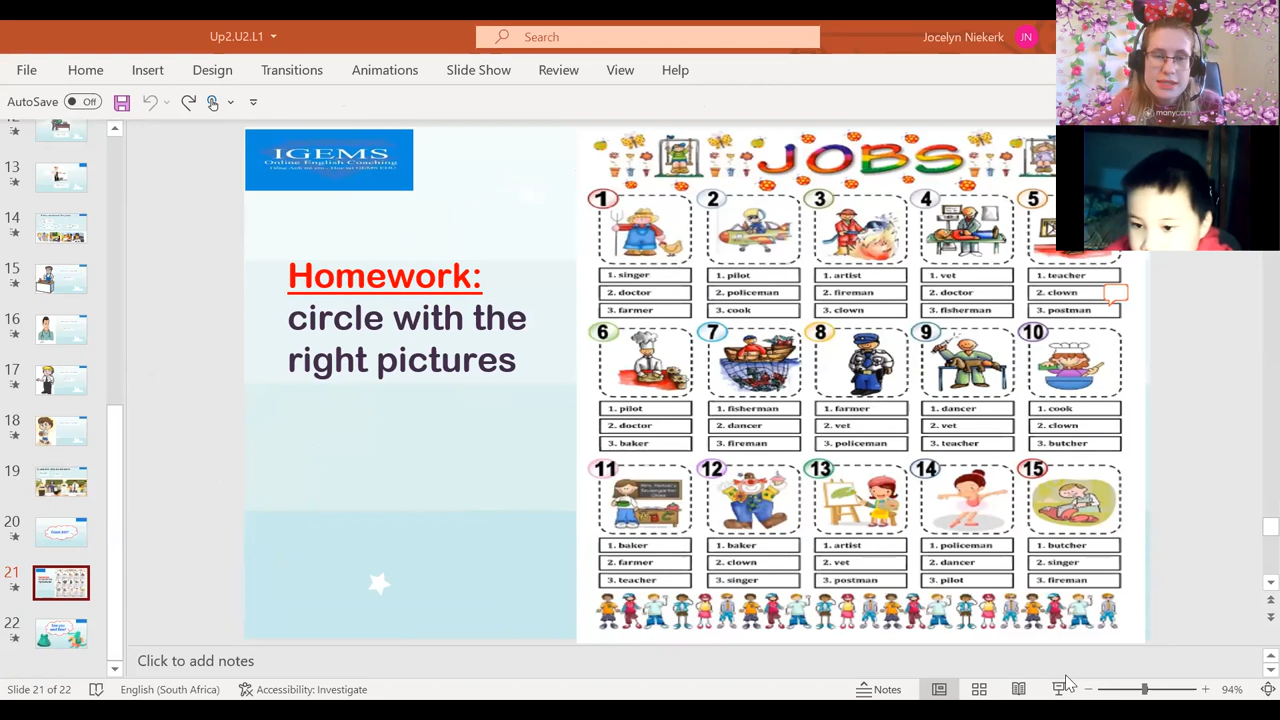 Up2.U2.L1
Search
Jocelyn Niekerk
JN
File
Home
Insert
Design
Transitions
Animations
Slide Show
Review
View
Help
AutoSave
Off
manycam
13
14
15
16
17
18
19
20
21
22
IGEMS
Online English Coaching
Homework:
circle with the
right pictures
JOBS
1
2
3
4
5
1. singer
2. doctor
3. farmer
1. pilot
2. policeman
3. cook
1. artist
2. fireman
3. clown
1. vet
2. doctor
3. fisherman
1. teacher
2. clown
3. postman
6
7
8
9
10
1. pilot
2. doctor
3. baker
1. fisherman
2. dancer
3. fireman
1. farmer
2. vet
3. policeman
1. dancer
2. vet
3. teacher
1. cook
2. clown
3. butcher
11
12
13
14
15
1. baker
2. farmer
3. teacher
1. baker
2. clown
3. singer
1. artist
2. vet
3. postman
1. policeman
2. dancer
3. pilot
1. butcher
2. singer
3. fireman
Click to add notes
Slide 21 of 22
English (South Africa)
Accessibility: Investigate
Notes
94%